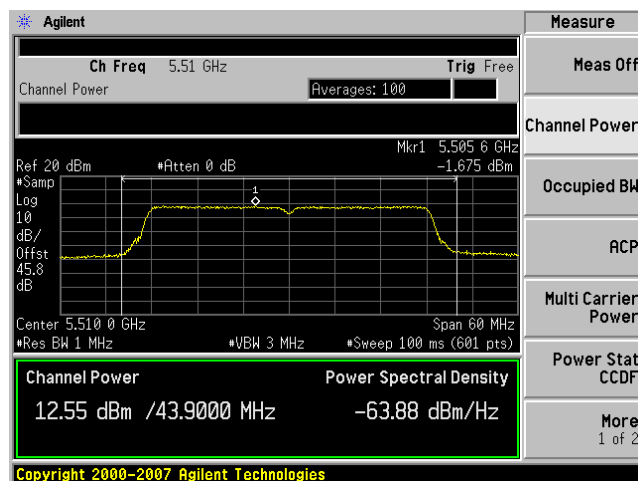 Agilent
Measure
Ch Freq 5.51 GHz Trig Free
Channel Power Averages: 100
Mkr1 5.505 6 GHz
Ref 20 dBm #Atten 0 dB -1.675 dBm
#Samp
Log
10
dB/
Offst
45.8
dB
1
Center 5.510 0 GHz Span 60 MHz
#Res BW 1 MHz #VBW 3 MHz #Sweep 100 ms (601 pts)
Channel Power Power Spectral Density
12.55 dBm /43.9000 MHz -63.88 dBm/Hz
Copyright 2000-2007 Agilent Technologies
Meas Off
Channel Power
Occupied BW
ACP
Multi Carrier
Power
Power Stat
CCDF
More
1 of 2